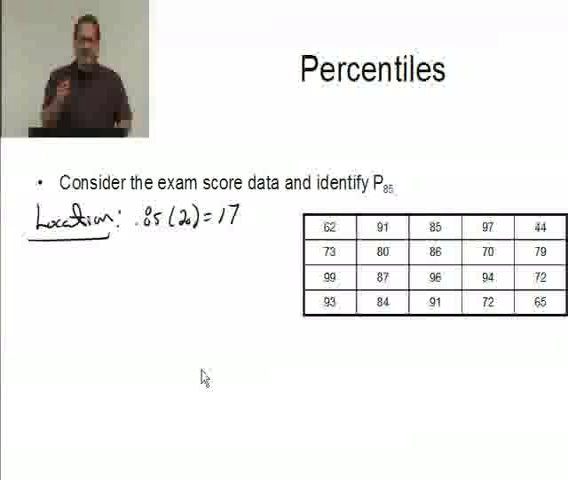 Percentiles
• Consider the exam score data and identify P85.
Location: .85(20)=17
62 91 85 97 44
73 80 86 70 79
99 87 96 94 72
93 84 91 72 65